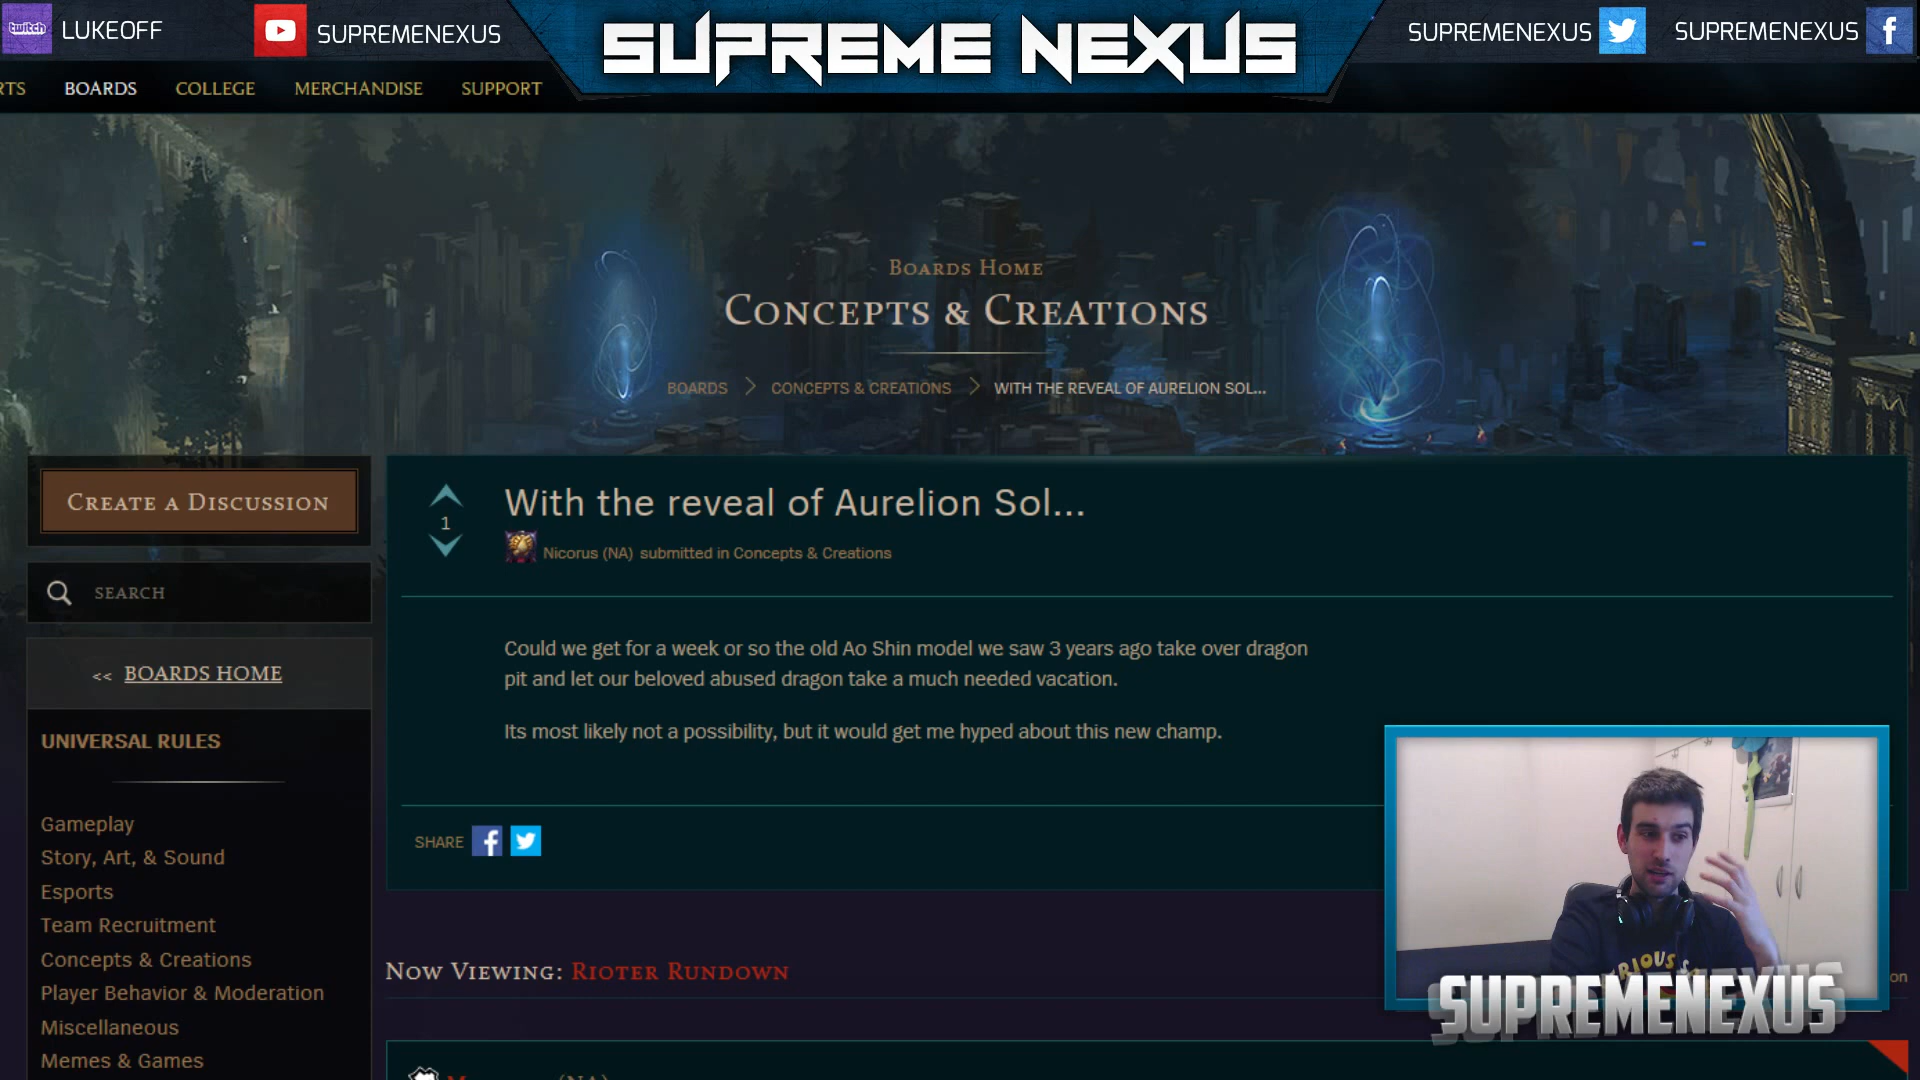 twitch LUKEOFF
SUPREMENEXUS
SUPREME NEXUS
SUPREMENEXUS
SUPREMENEXUS
RTS BOARDS COLLEGE MERCHANDISE SUPPORT
BOARDS HOME
CONCEPTS & CREATIONS
BOARDS > CONCEPTS & CREATIONS > WITH THE REVEAL OF AURELION SOL...
CREATE A DISCUSSION
SEARCH
<< BOARDS HOME
UNIVERSAL RULES
Gameplay
Story, Art, & Sound
Esports
Team Recruitment
Concepts & Creations
Player Behavior & Moderation
Miscellaneous
Memes & Games
1
With the reveal of Aurelion Sol...
Nicorus (NA) submitted in Concepts & Creations
Could we get for a week or so the old Ao Shin model we saw 3 years ago take over dragon
pit and let our beloved abused dragon take a much needed vacation.
Its most likely not a possibility, but it would get me hyped about this new champ.
SHARE
NOW VIEWING: RIOTER RUNDOWN
on
SUPREMENEXUS